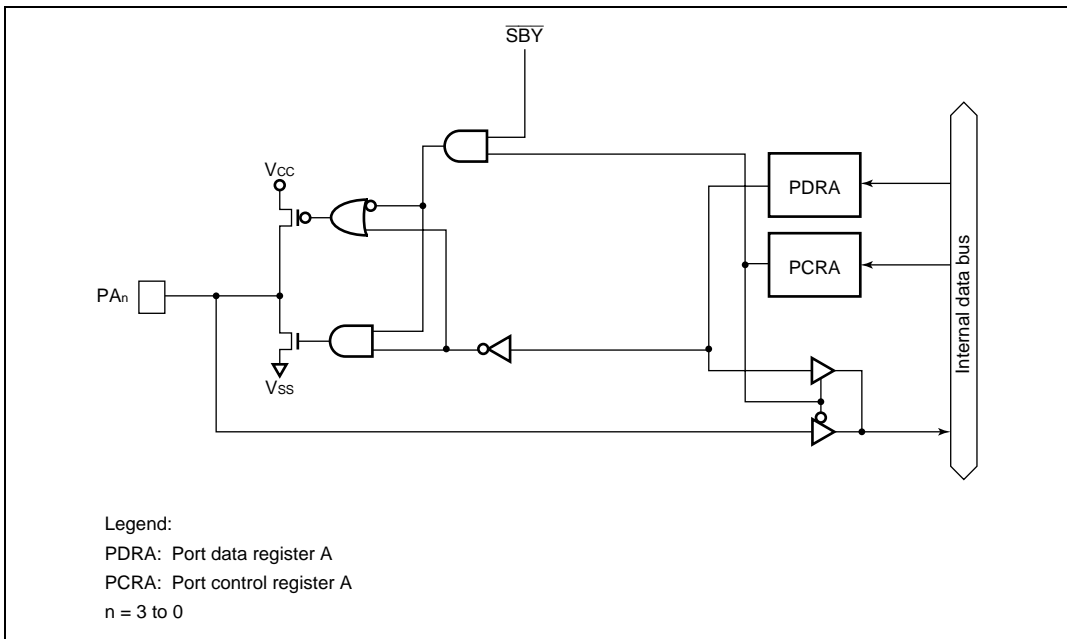 SBY
VCC
PDRA
PCRA
Internal data bus
PAn
VSS
Legend:
PDRA: Port data register A
PCRA: Port control register A
n = 3 to 0